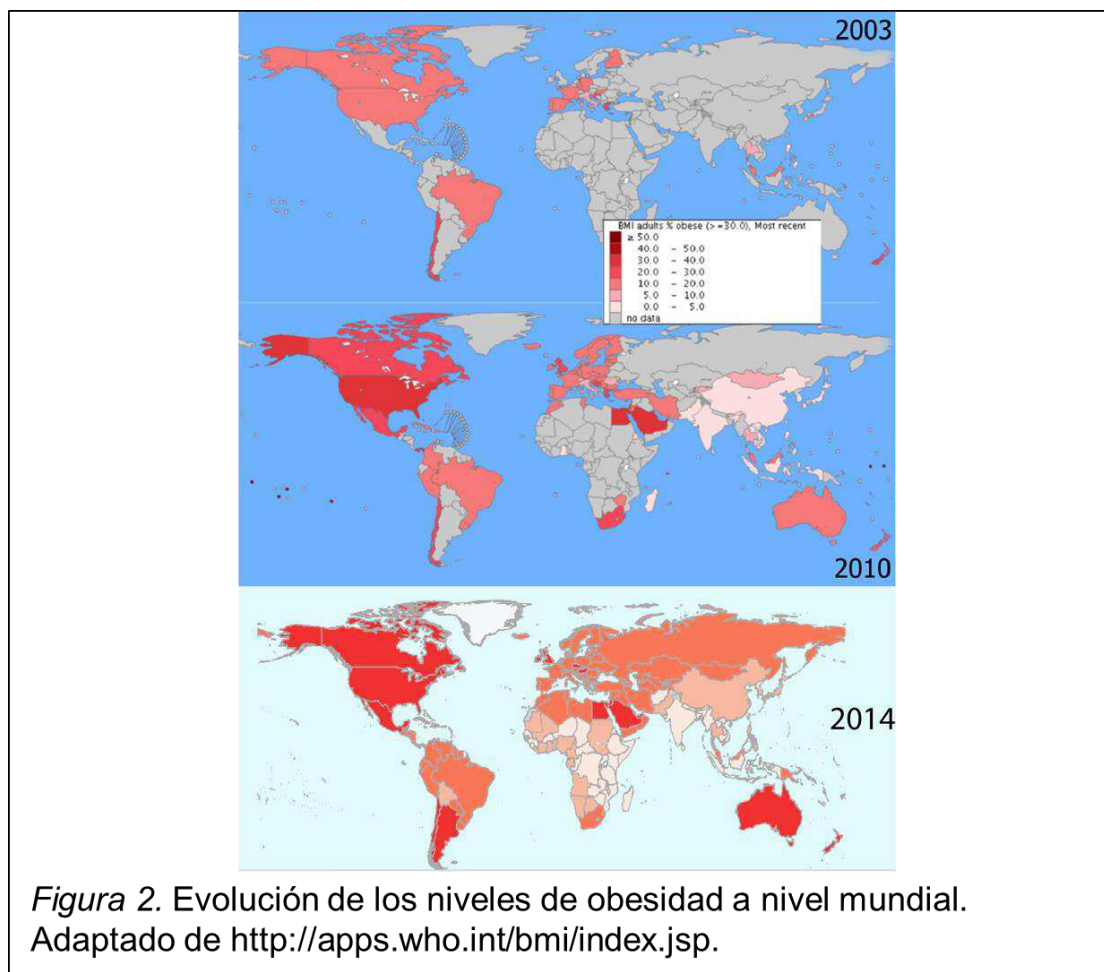 2003
BMI adults % obese (>=30.0), Most recent
≥ 50.0
40.0 - 50.0
30.0 - 40.0
20.0 - 30.0
10.0 - 20.0
5.0 - 10.0
0.0 - 5.0
no data
2010
2014
Figura 2. Evolución de los niveles de obesidad a nivel mundial.
Adaptado de http://apps.who.int/bmi/index.jsp.